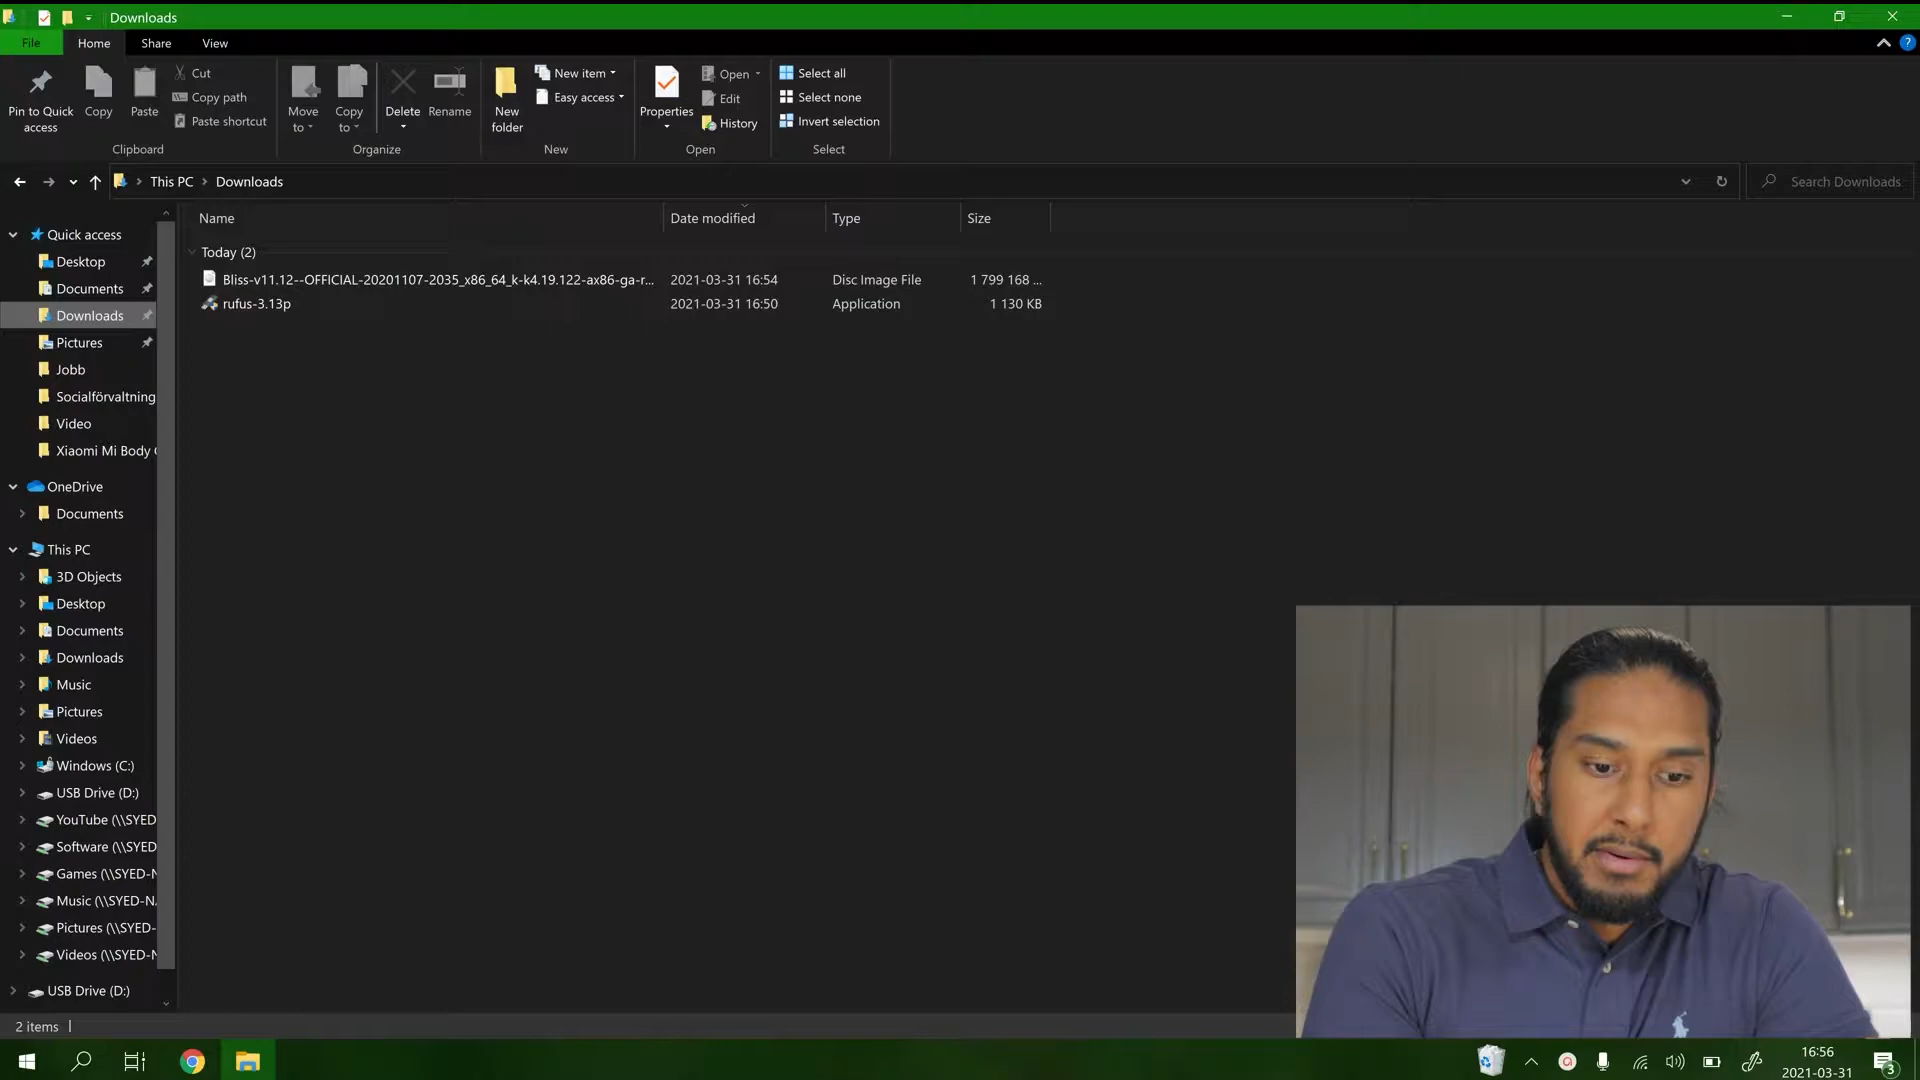 Downloads
File Home Share View
Pin to Quick access
Copy
Paste
Cut
Copy path
Paste shortcut
Clipboard
Move to
Copy to
Delete
Rename
Organize
New folder
New item
Easy access
New
Properties
Open
Edit
History
Open
Select all
Select none
Invert selection
Select
This PC Downloads
Search Downloads
Name Date modified Type Size
Today (2)
Bliss-v11.12--OFFICIAL-20201107-2035_x86_64_k-k4.19.122-ax86-ga-r... 2021-03-31 16:54 Disc Image File 1 799 168 ...
rufus-3.13p 2021-03-31 16:50 Application 1 130 KB
Quick access
Desktop
Documents
Downloads
Pictures
Jobb
Socialförvaltning
Video
Xiaomi Mi Body
OneDrive
Documents
This PC
3D Objects
Desktop
Documents
Downloads
Music
Pictures
Videos
Windows (C:)
USB Drive (D:)
YouTube (\\SYED
Software (\\SYED
Games (\\SYED-N
Music (\\SYED-N
Pictures (\\SYED-
Videos (\\SYED-N
USB Drive (D:)
2 items
16:56
2021-03-31
3